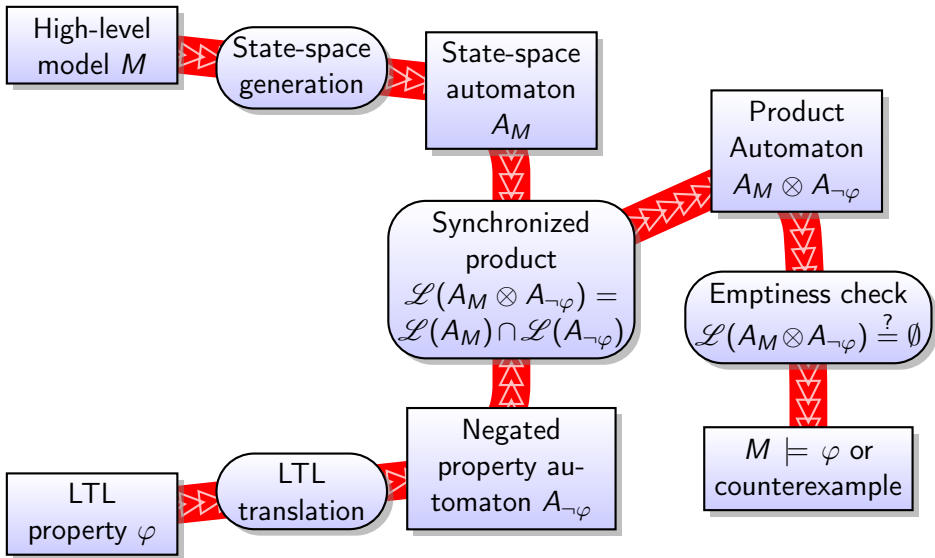 High-level
model M
State-space
generation
State-space
automaton
A_M
Synchronized
product
ℒ(A_M ⊗ A_¬φ) =
ℒ(A_M) ∩ ℒ(A_¬φ)
Product
Automaton
A_M ⊗ A_¬φ
Emptiness check
ℒ(A_M ⊗ A_¬φ) ≟ ∅
M ⊨ φ or
counterexample
Negated
property au-
tomaton A_¬φ
LTL
translation
LTL
property φ